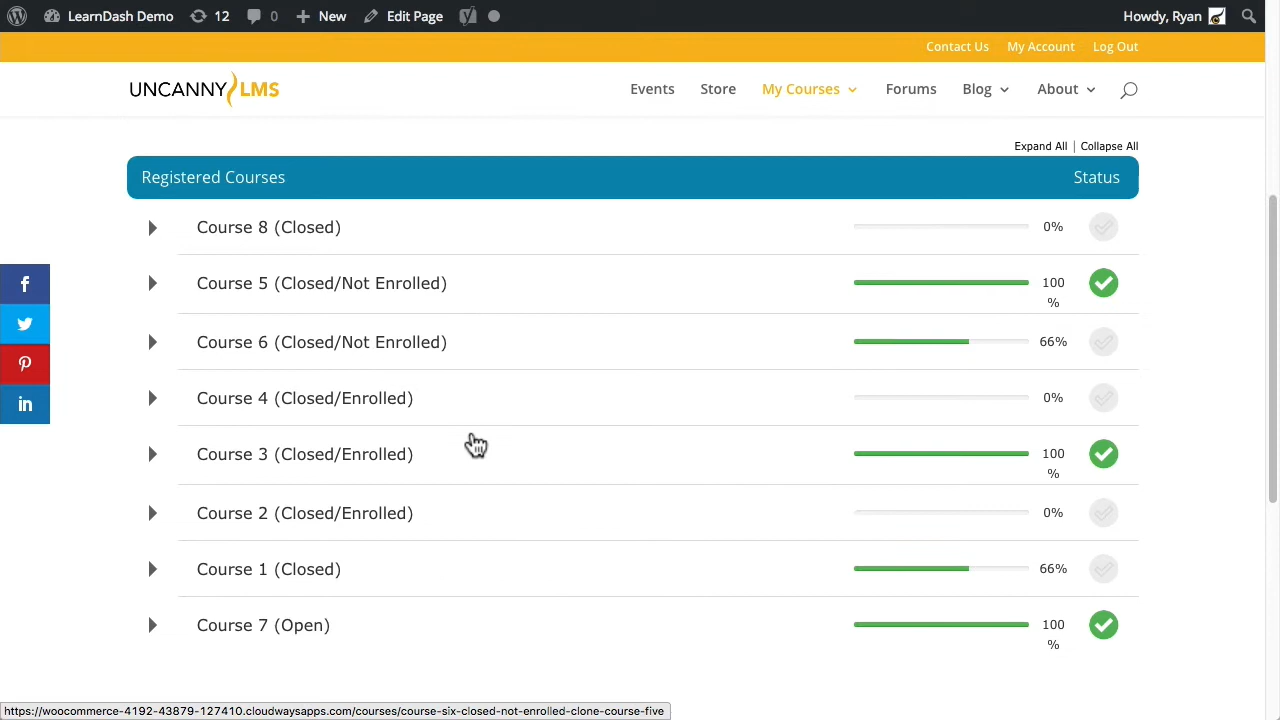 LearnDash Demo 12 0 New Edit Page Howdy, Ryan
Contact Us My Account Log Out
UNCANNY LMS Events Store My Courses Forums Blog About
Expand All | Collapse All
Registered Courses Status
Course 8 (Closed) 0%
Course 5 (Closed/Not Enrolled) 100
%
Course 6 (Closed/Not Enrolled) 66%
Course 4 (Closed/Enrolled) 0%
Course 3 (Closed/Enrolled) 100
%
Course 2 (Closed/Enrolled) 0%
Course 1 (Closed) 66%
Course 7 (Open) 100
%
https://woocommerce-4192-43879-127410.cloudwaysapps.com/courses/course-six-closed-not-enrolled-clone-course-five